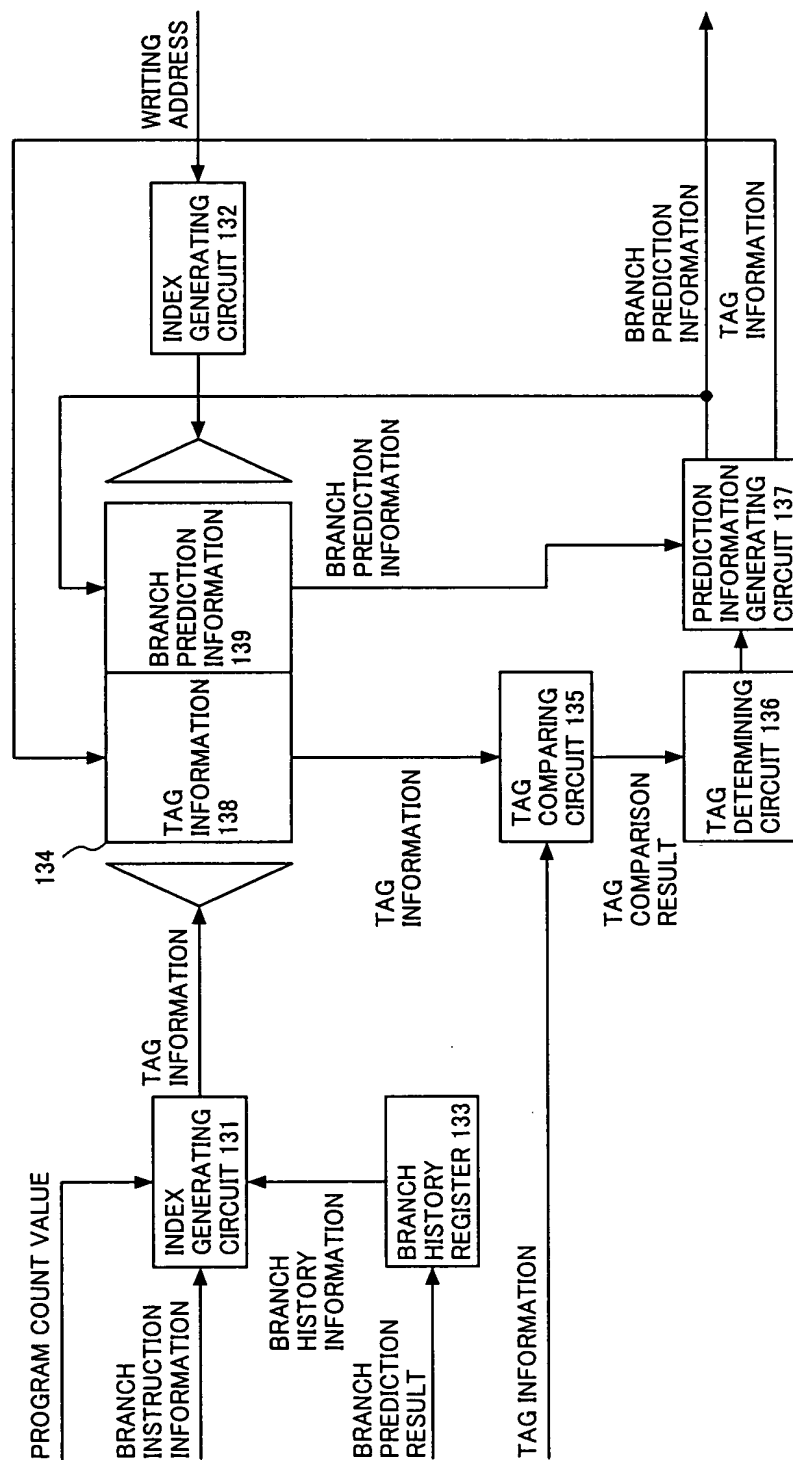 PROGRAM COUNT VALUE
BRANCH
INSTRUCTION
INFORMATION
INDEX
GENERATING
CIRCUIT 131
TAG
INFORMATION
134
TAG
INFORMATION
138
BRANCH
PREDICTION
INFORMATION
139
INDEX
GENERATING
CIRCUIT 132
WRITING
ADDRESS
BRANCH
HISTORY
INFORMATION
BRANCH
PREDICTION
RESULT
BRANCH
HISTORY
REGISTER 133
TAG
INFORMATION
BRANCH
PREDICTION
INFORMATION
TAG INFORMATION
TAG
COMPARING
CIRCUIT 135
TAG
COMPARISON
RESULT
TAG
DETERMINING
CIRCUIT 136
PREDICTION
INFORMATION
GENERATING
CIRCUIT 137
BRANCH
PREDICTION
INFORMATION
TAG
INFORMATION